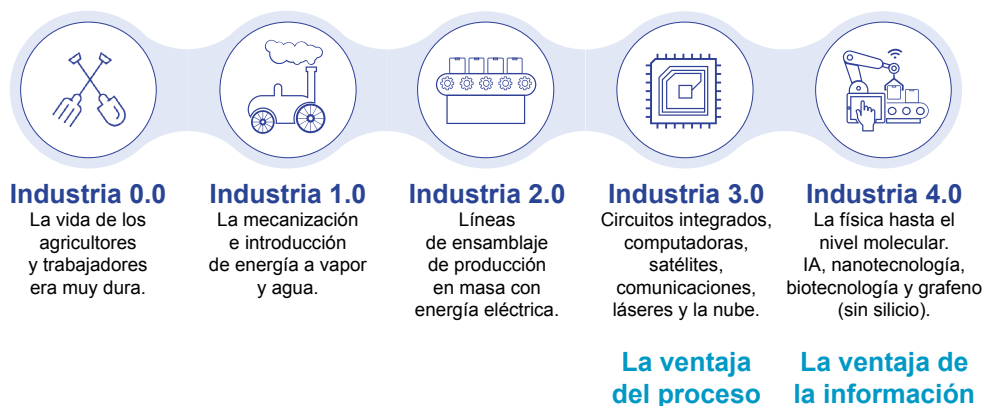 Industria 0.0
La vida de los
agricultores
y trabajadores
era muy dura.
Industria 1.0
La mecanización
e introducción
de energía a vapor
y agua.
Industria 2.0
Líneas
de ensamblaje
de producción
en masa con
energía eléctrica.
Industria 3.0
Circuitos integrados,
computadoras,
satélites,
comunicaciones,
láseres y la nube.
La ventaja
del proceso
Industria 4.0
La física hasta el
nivel molecular.
IA, nanotecnología,
biotecnología y grafeno
(sin silicio).
La ventaja de
la información